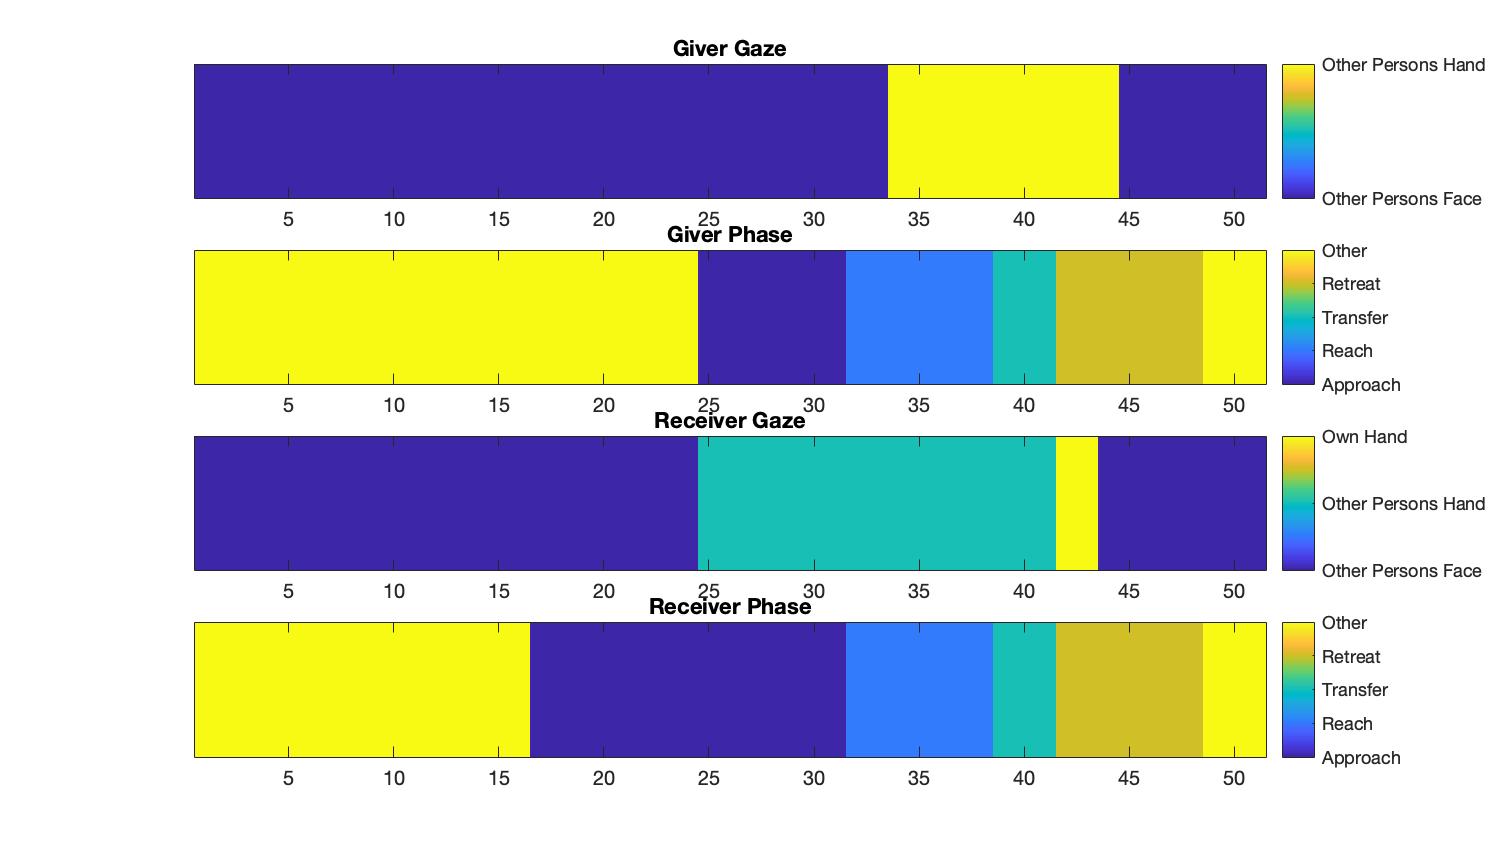 Giver Gaze
Other Persons Hand
Other Persons Face
5 10 15 20 25 30 35 40 45 50
Giver Phase
Other
Retreat
Transfer
Reach
Approach
5 10 15 20 25 30 35 40 45 50
Receiver Gaze
Own Hand
Other Persons Hand
Other Persons Face
5 10 15 20 25 30 35 40 45 50
Receiver Phase
Other
Retreat
Transfer
Reach
Approach
5 10 15 20 25 30 35 40 45 50